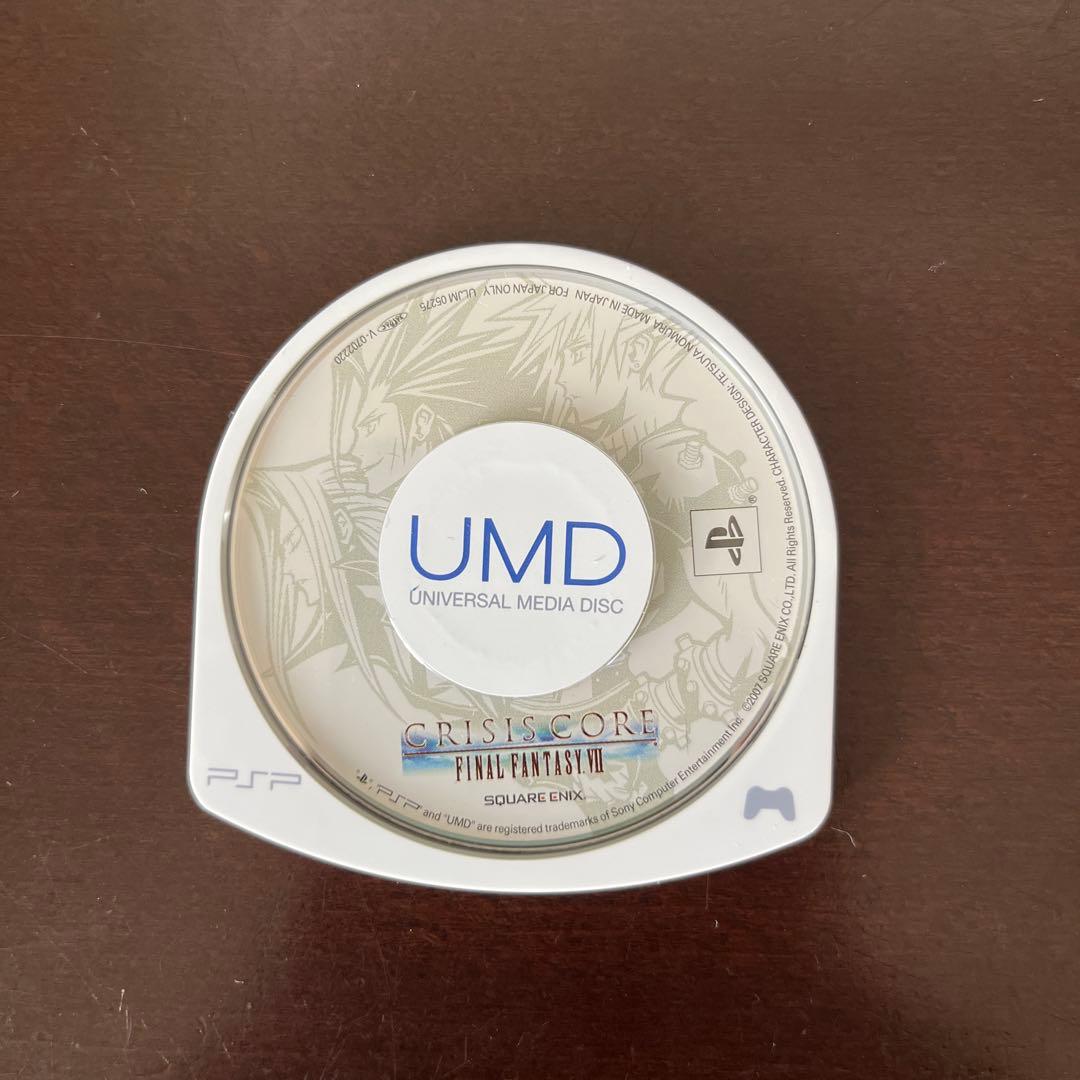 UMD
UNIVERSAL MEDIA DISC
CRISIS CORE
FINAL FANTASY VII
SQUARE ENIX
PSP
PSP and "UMD" are registered trademarks of Sony Computer Entertainment Inc. ©2007 SQUARE ENIX CO.,LTD. All Rights Reserved. CHARACTER DESIGN: TETSUYA NOMURA MADE IN JAPAN FOR JAPAN ONLY ULJM 05275
V-070220
®